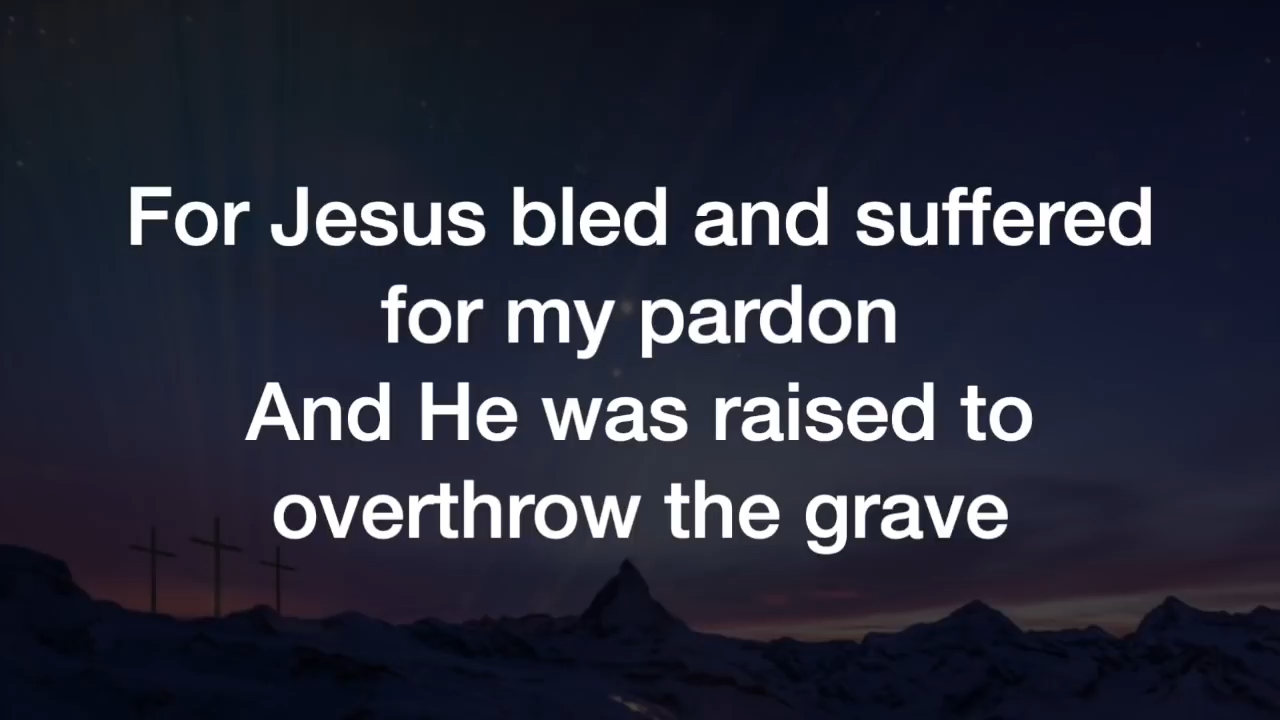 For Jesus bled and suffered
for my pardon
And He was raised to
overthrow the grave